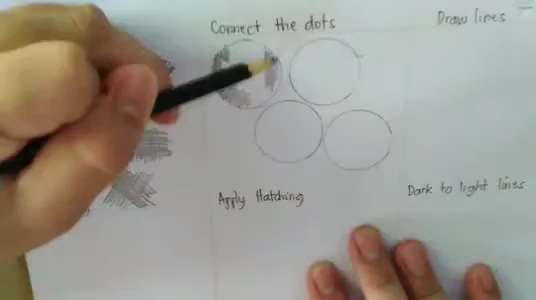 Connect the dots
Draw lines
Apply Hatching
Dark to light lines